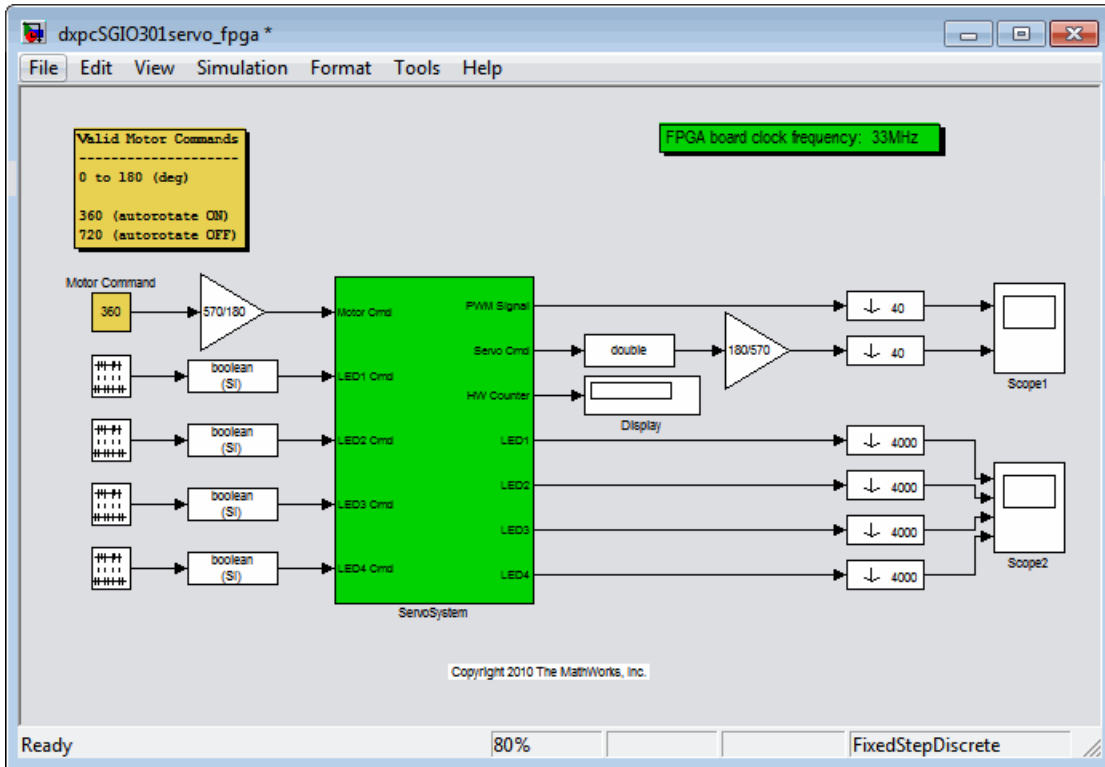 dxpcSGIO301servo_fpga *
File Edit View Simulation Format Tools Help
Valid Motor Commands
--------------------
0 to 180 (deg)
360 (autorotate ON)
720 (autorotate OFF)
FPGA board clock frequency: 33MHz
Motor Command
360
570/180
Motor Cmd
PWM Signal
40
Servo Cmd
double
180/570
40
Scope1
boolean
(SI)
LED1 Cmd
HW Counter
Display
boolean
(SI)
LED2 Cmd
LED1
4000
LED2
4000
boolean
(SI)
LED3 Cmd
LED3
4000
Scope2
boolean
(SI)
LED4 Cmd
LED4
4000
ServoSystem
Copyright 2010 The MathWorks, Inc.
Ready 80% FixedStepDiscrete